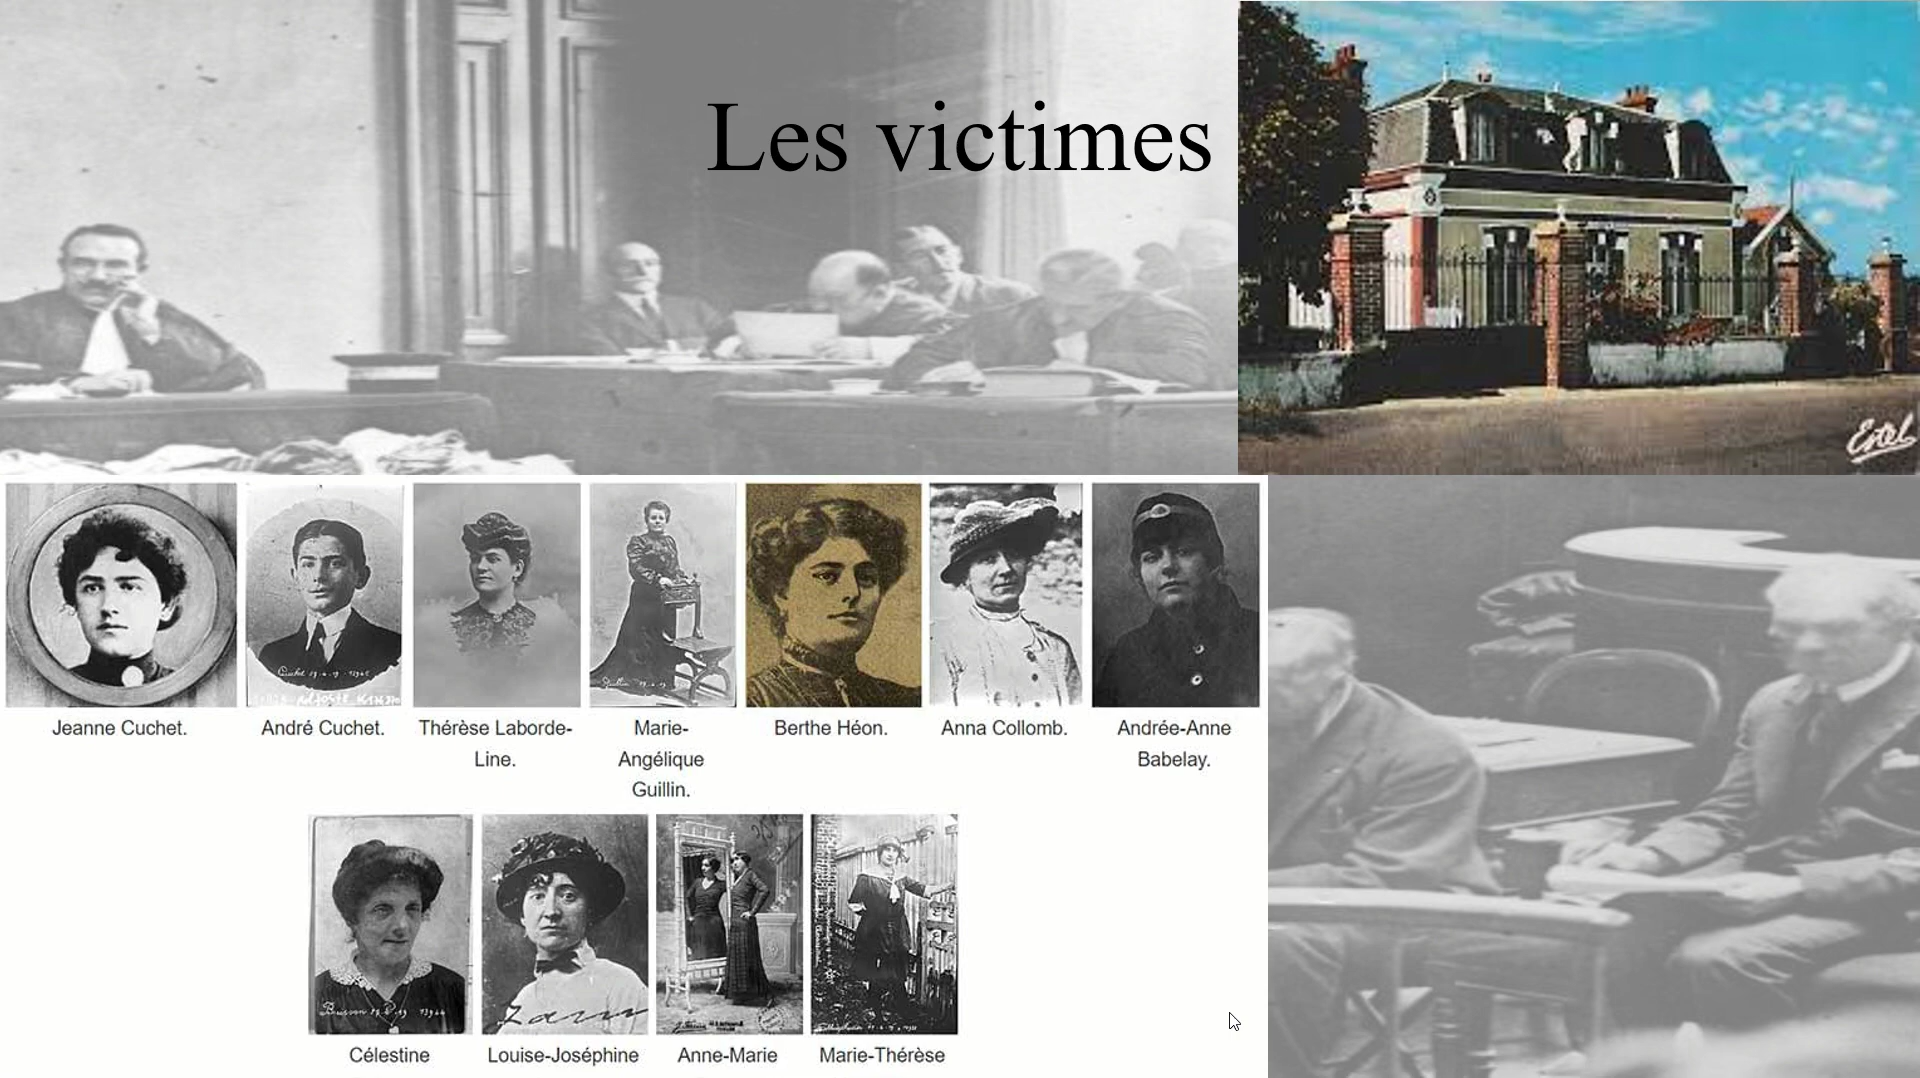 Les victimes
Estel
Jeanne Cuchet.
André Cuchet.
Thérèse Laborde-
Line.
Marie-
Angélique
Guillin.
Berthe Héon.
Anna Collomb.
Andrée-Anne
Babelay.
Célestine
Louise-Joséphine
Anne-Marie
Marie-Thérèse